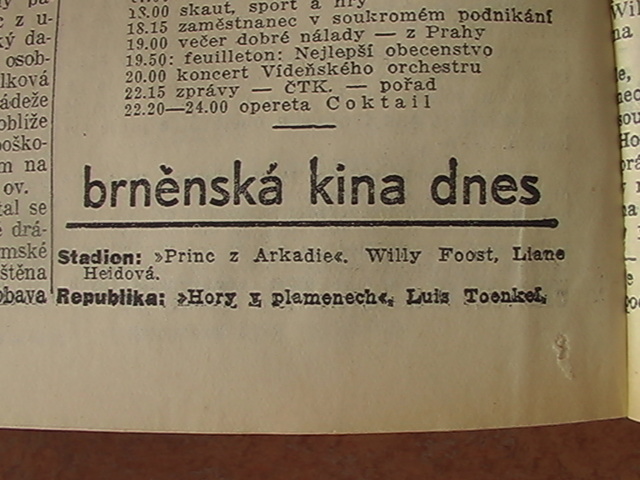 18.00 skaut, sport a hry
18.15 zaměstnanec v soukromém podnikání
19.00 večer dobré nálady — z Prahy
19.50: feuilleton: Nejlepší obecenstvo
20.00 koncert Vídeňského orchestru
22.15 zprávy — ČTK. — pořad
22.20—24.00 opereta Coktail
brněnská kina dnes
Stadion: »Princ z Arkadie«. Willy Foost, Liane
Heidová.
Republika: »Hory v plamenech«, Luis Toenkel,